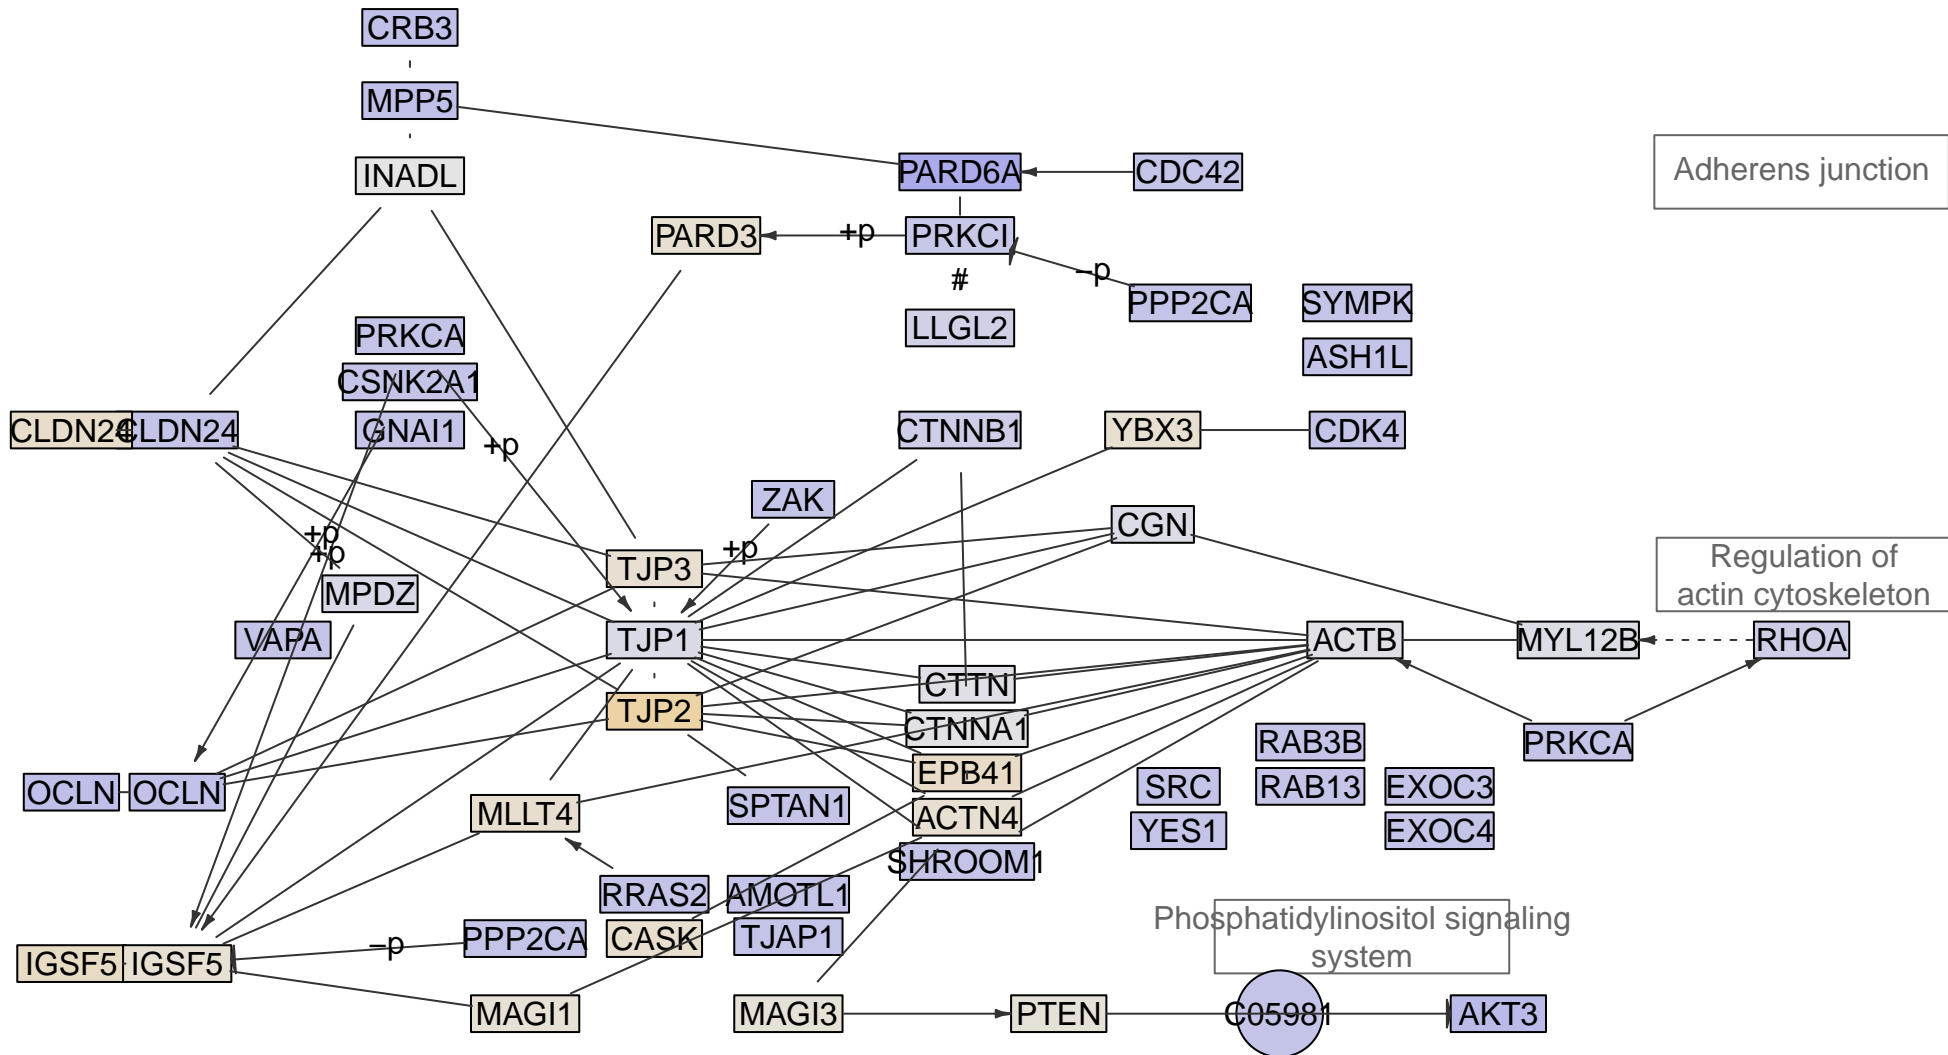 CRB3
MPP5
INADL
PARD6A
CDC42
Adherens junction
PARD3
+p
PRKCI
-p
#
PPP2CA
SYMPK
LLGL2
PRKCA
ASH1L
CSNK2A1
CLDN24
CLDN24
GNAI1
+p
CTNNB1
YBX3
CDK4
ZAK
CGN
+p
+p
+p
TJP3
Regulation of
actin cytoskeleton
MPDZ
VAPA
TJP1
ACTB
MYL12B
RHOA
CTTN
TJP2
CTNNA1
RAB3B
PRKCA
EPB41
OCLN
OCLN
SRC
RAB13
EXOC3
MLLT4
SPTAN1
ACTN4
YES1
EXOC4
SHROOM1
RRAS2
AMOTL1
Phosphatidylinositol signaling
system
-p
PPP2CA
CASK
TJAP1
IGSF5
IGSF5
MAGI1
MAGI3
PTEN
C05981
AKT3